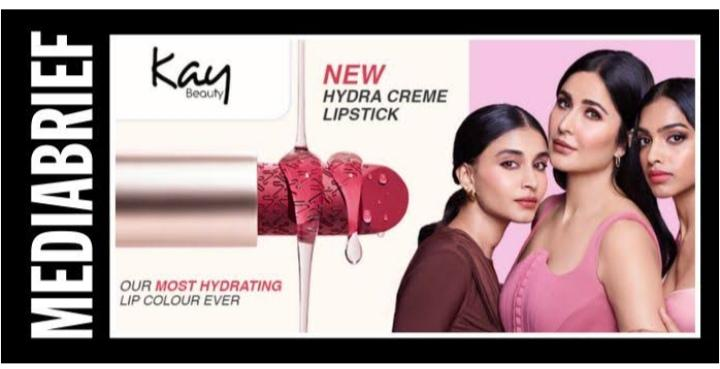 MEDIABRIEF
Kay
Beauty
NEW
HYDRA CREME
LIPSTICK
OUR MOST HYDRATING
LIP COLOUR EVER